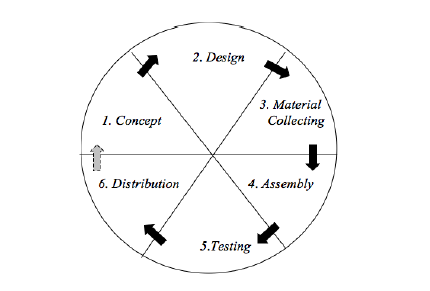 1. Concept
2. Design
3. Material
Collecting
4. Assembly
5.Testing
6. Distribution